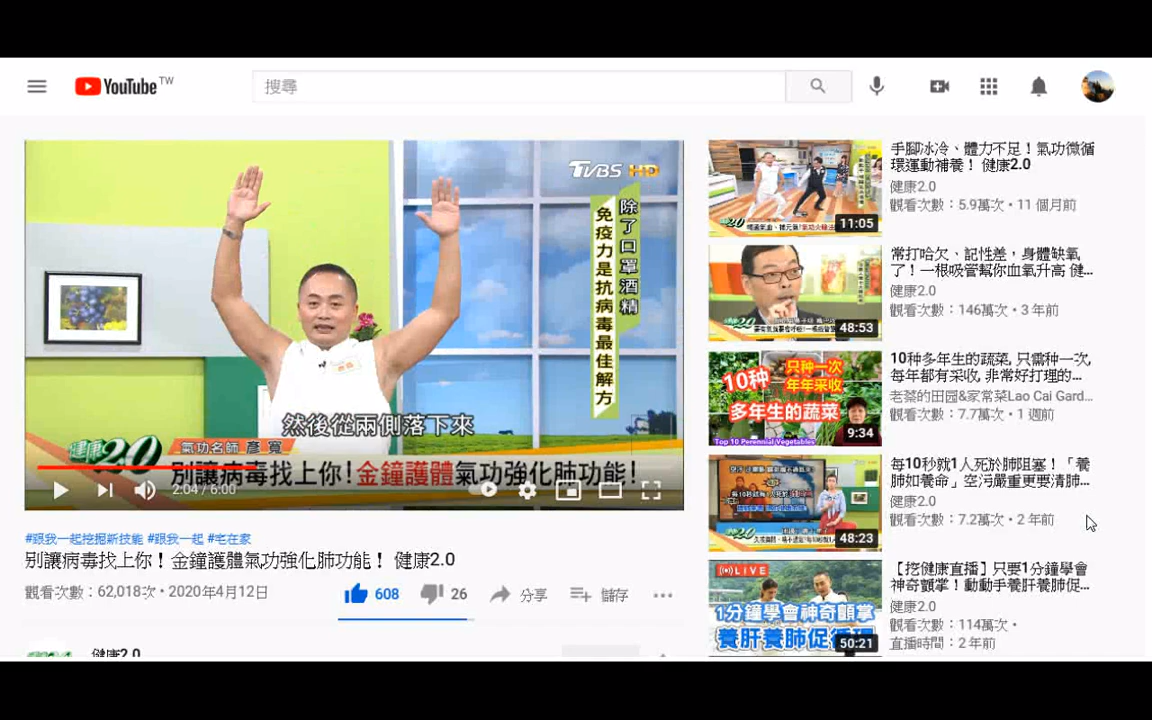 YouTube TW
搜尋
TVBS HD
除了口罩酒精
免疫力是抗病毒最佳解方
然後從兩側落下來
健康2.0
氣功名師 彥寬
別讓病毒找上你!金鐘護體氣功強化肺功能!
2:04 / 6:00
#跟我一起挖掘新技能 #跟我一起 #宅在家
別讓病毒找上你!金鐘護體氣功強化肺功能! 健康2.0
觀看次數:62,018次 • 2020年4月12日
608
26
分享
儲存
健康2.0
11:05
手腳冰冷、體力不足!氣功微循
環運動補養! 健康2.0
健康2.0
觀看次數:5.9萬次 • 11 個月前
48:53
常打哈欠、記性差,身體缺氧
了!一根吸管幫你血氧升高 健...
健康2.0
觀看次數:146萬次 • 3 年前
10种
只种一次
年年采收
多年生的蔬菜
Top 10 Perennial Vegetables
9:34
10种多年生的蔬菜, 只需种一次,
每年都有采收, 非常好打理的...
老菜的田园&家常菜Lao Cai Gard...
觀看次數:7.7萬次 • 1 週前
48:23
每10秒就1人死於肺阻塞!「養
肺如養命」空污嚴重更要清肺...
健康2.0
觀看次數:7.2萬次 • 2 年前
LIVE
1分鐘學會神奇顫掌
養肝養肺促循環
50:21
【挖健康直播】只要1分鐘學會
神奇顫掌!動動手養肝養肺促...
健康2.0
觀看次數:114萬次 •
直播時間:2 年前